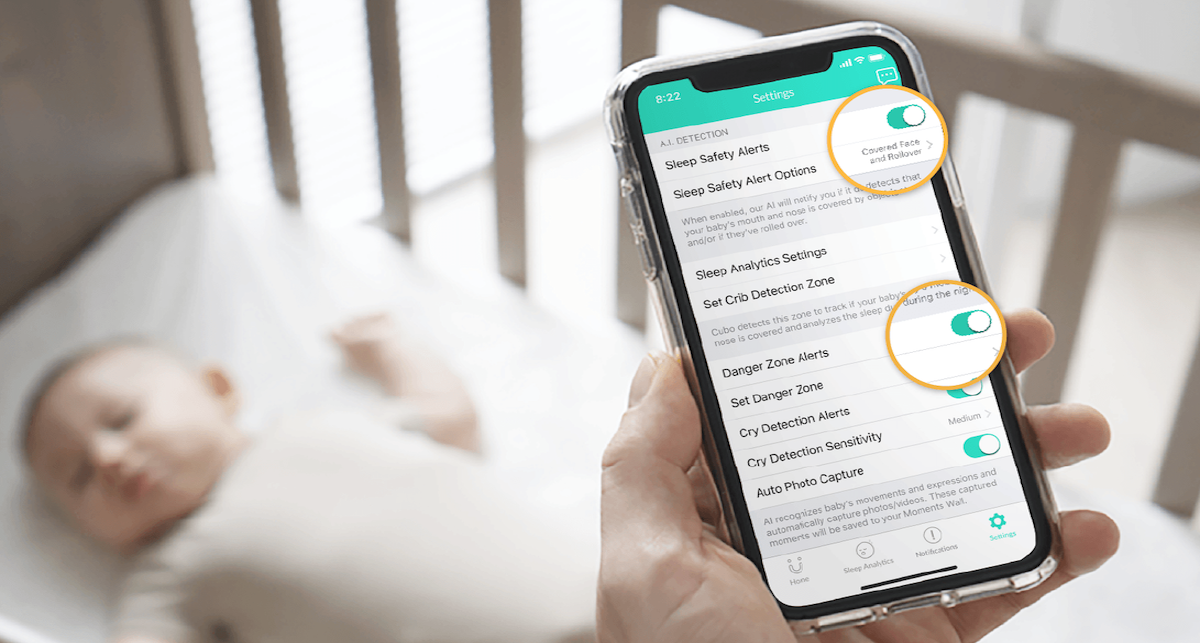 8:22
Settings
A.I. DETECTION
Sleep Safety Alerts
Sleep Safety Alert Options
Covered Face
and Rollover
When enabled, our AI will notify you if it detects that
your baby's mouth and nose is covered by
and/or if they've rolled over.
Sleep Analytics Settings
Set Crib Detection Zone
Cubo detects this zone to track if your baby's
nose is covered and analyzes the sleep during the
Danger Zone Alerts
Set Danger Zone
Cry Detection Alerts
Cry Detection Sensitivity
Medium
Auto Photo Capture
AI recognizes baby's movements and expressions and
automatically capture photos/videos. These captured
moments will be saved to your Moments Wall.
Home
Sleep Analytics
Notifications
Settings